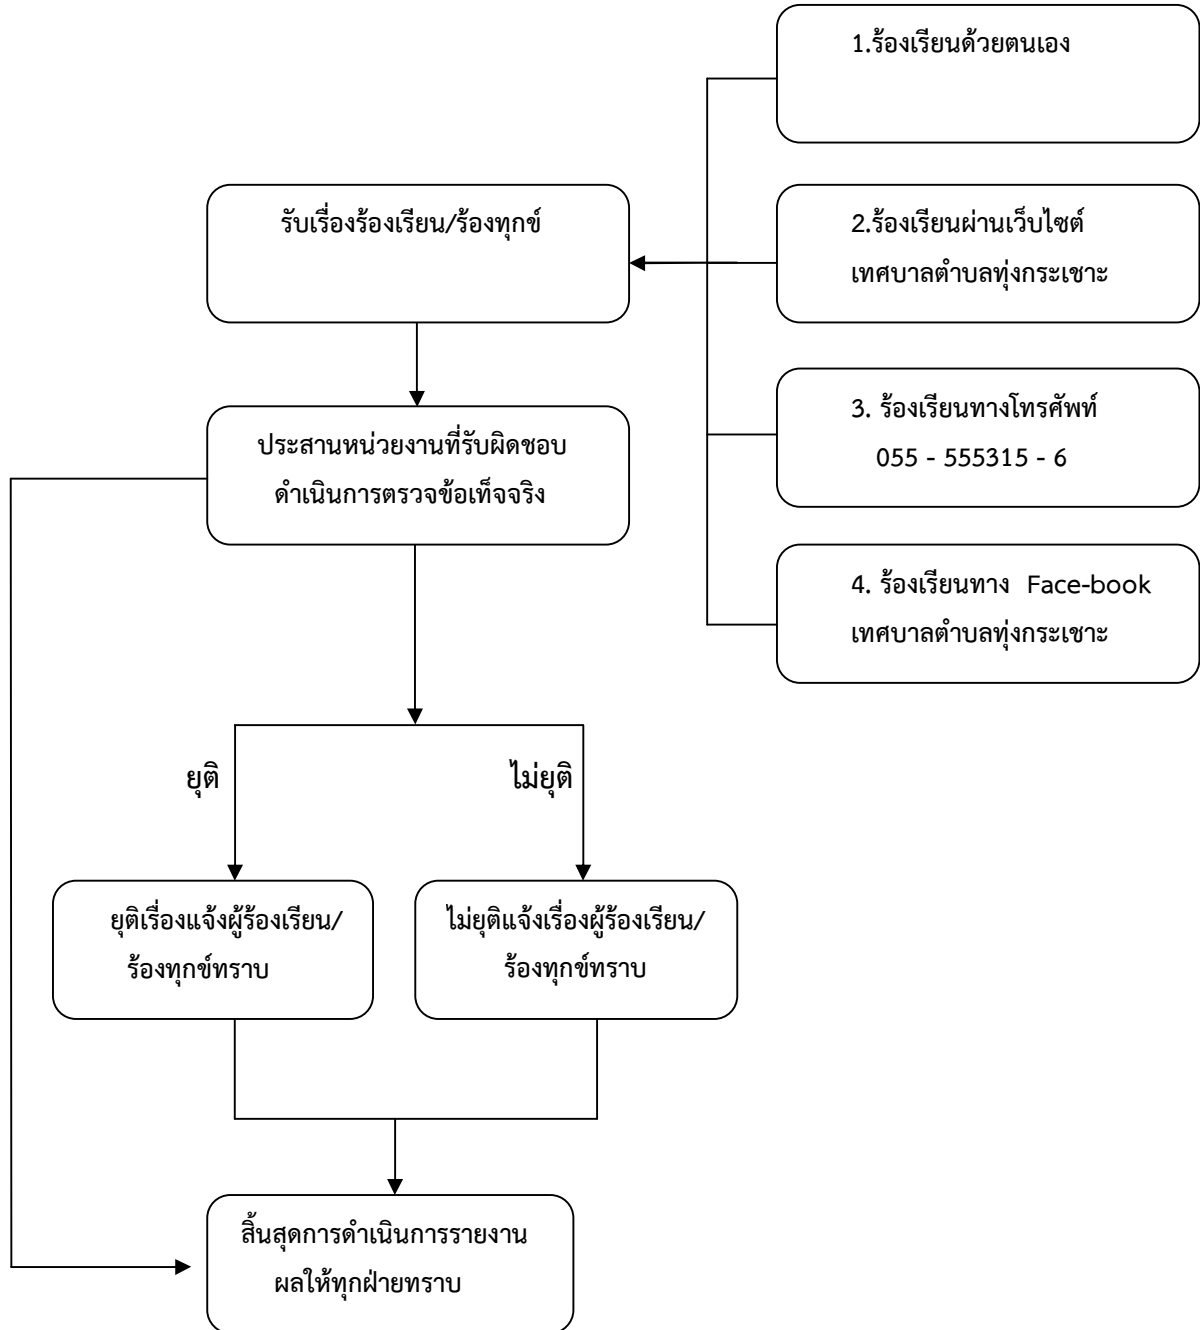 1.ร้องเรียนด้วยตนเอง
รับเรื่องร้องเรียน/ร้องทุกข์
2.ร้องเรียนผ่านเว็บไซต์
เทศบาลตำบลทุ่งกระเชาะ
3. ร้องเรียนทางโทรศัพท์
055 - 555315 - 6
ประสานหน่วยงานที่รับผิดชอบ
ดำเนินการตรวจข้อเท็จจริง
4. ร้องเรียนทาง Face-book
เทศบาลตำบลทุ่งกระเชาะ
ยุติ
ไม่ยุติ
ยุติเรื่องแจ้งผู้ร้องเรียน/
ร้องทุกข์ทราบ
ไม่ยุติแจ้งเรื่องผู้ร้องเรียน/
ร้องทุกข์ทราบ
สิ้นสุดการดำเนินการรายงาน
ผลให้ทุกฝ่ายทราบ